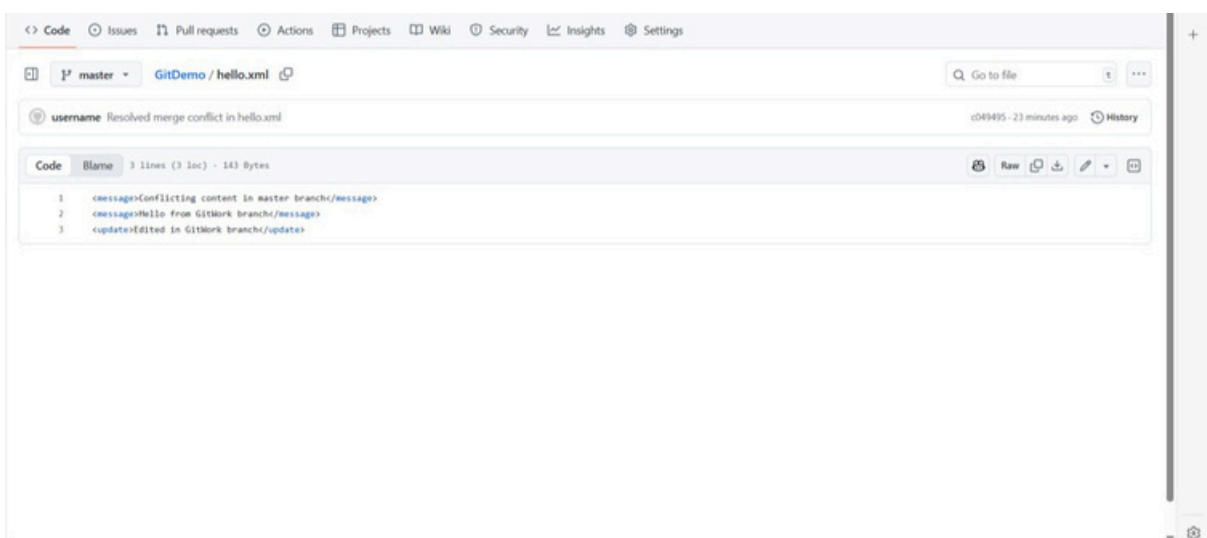 <> Code Issues Pull requests Actions Projects Wiki Security Insights Settings
master GitDemo / hello.xml Go to file t ...
username Resolved merge conflict in hello.xml c049495 · 23 minutes ago History
Code Blame 3 lines (3 loc) · 143 Bytes Raw
1 <message>Conflicting content in master branch</message>
2 <message>Hello from GitWork branch</message>
3 <update>Edited in GitWork branch</update>